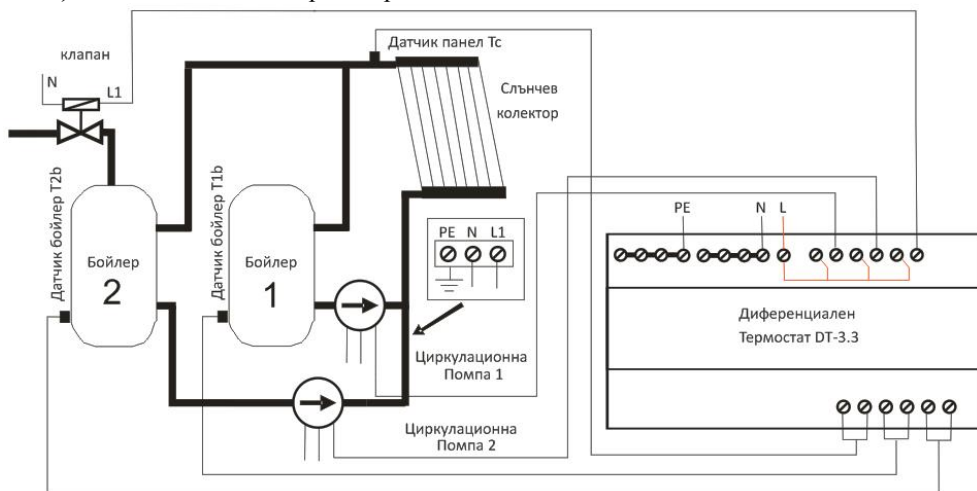 Датчик панел Tc
клапан
N
L1
Слънчев
колектор
Датчик бойлер T2b
Датчик бойлер T1b
Бойлер
2
Бойлер
1
PE N L1
PE N L
Циркулационна
Помпа 1
Диференциален
Термостат DT-3.3
Циркулационна
Помпа 2